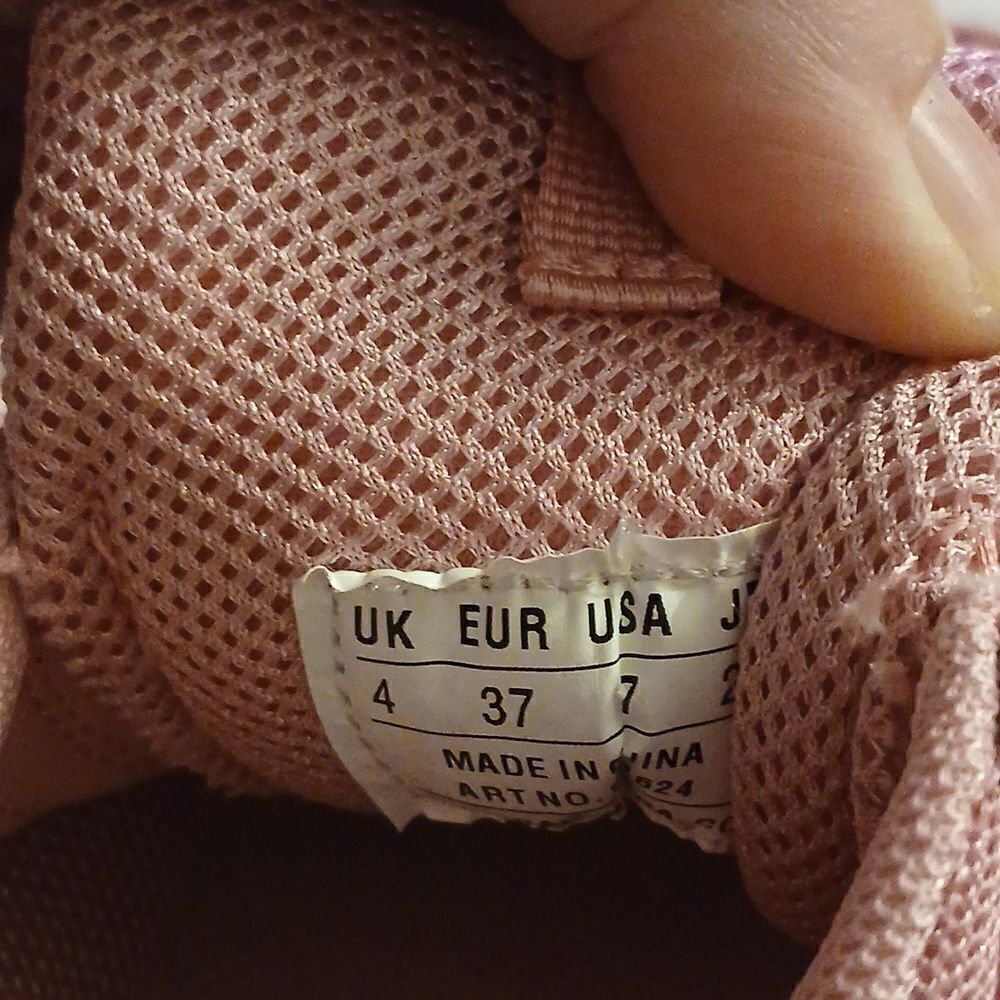 UK EUR USA
4 37 7
MADE IN CHINA
ART NO.